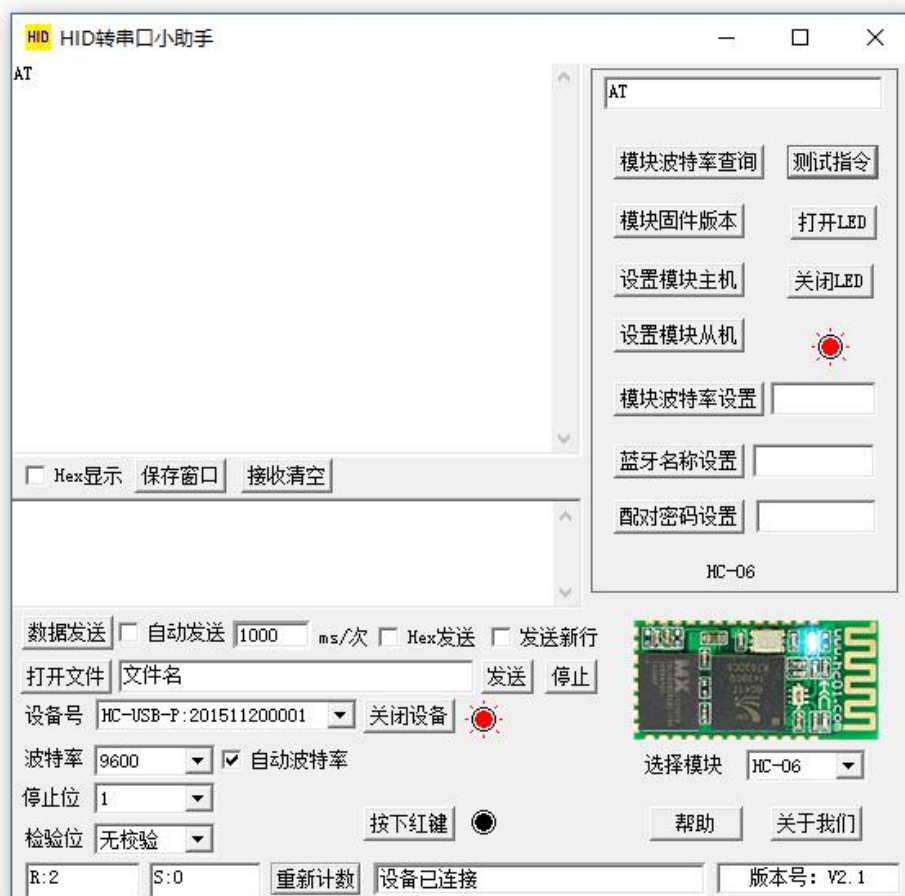 HID HID转串口小助手
AT
AT
模块波特率查询 测试指令
模块固件版本 打开LED
设置模块主机 关闭LED
设置模块从机
模块波特率设置
蓝牙名称设置
配对密码设置
HC-06
Hex显示 保存窗口 接收清空
数据发送 自动发送 1000 ms/次 Hex发送 发送新行
打开文件 文件名 发送 停止
设备号 HC-USB-P:201511200001 关闭设备
波特率 9600 自动波特率
选择模块 HC-06
停止位 1
检验位 无校验
按下红键 帮助 关于我们
R:2 S:0 重新计数 设备已连接 版本号：V2.1